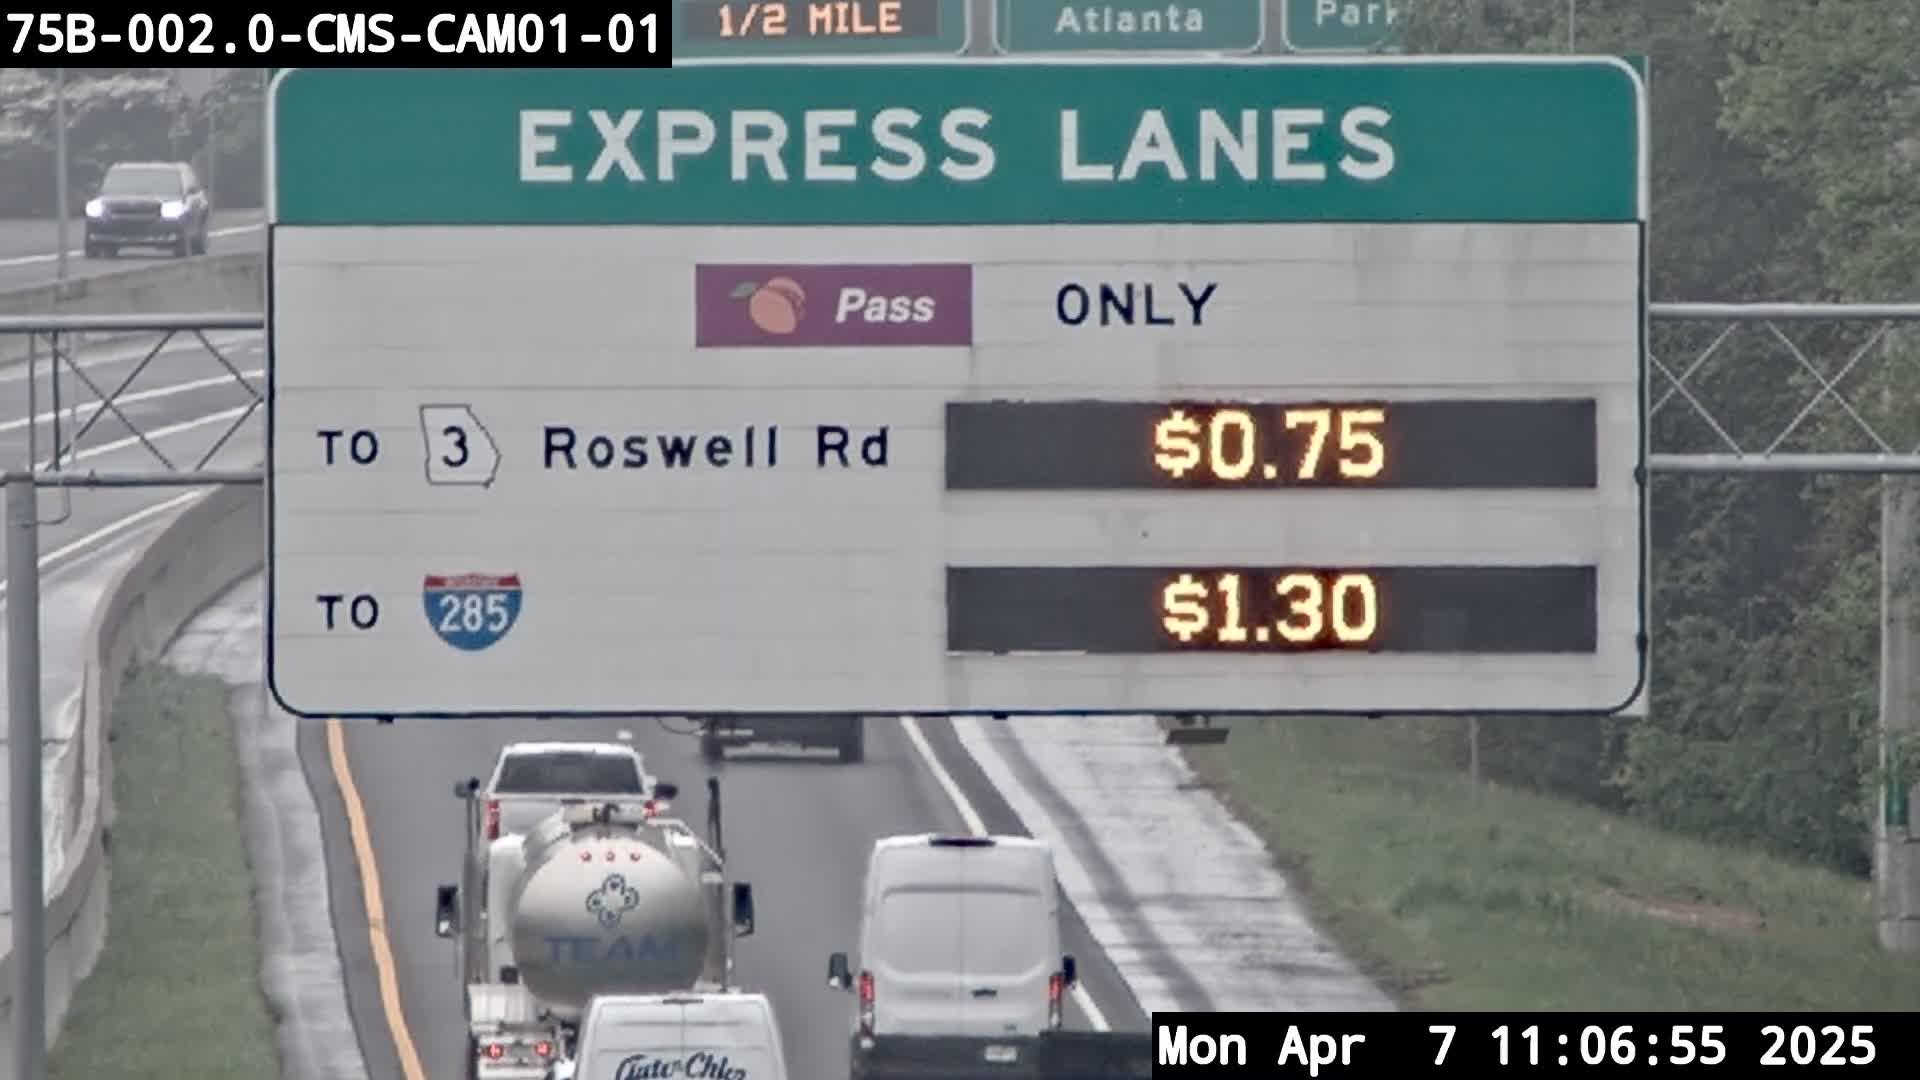 75B-002.0-CMS-CAM01-01
1/2 MILE
Atlanta
EXPRESS LANES
Pass ONLY
TO 3 Roswell Rd $0.75
TO 285 $1.30
TEAM
Mon Apr 7 11:06:55 2025